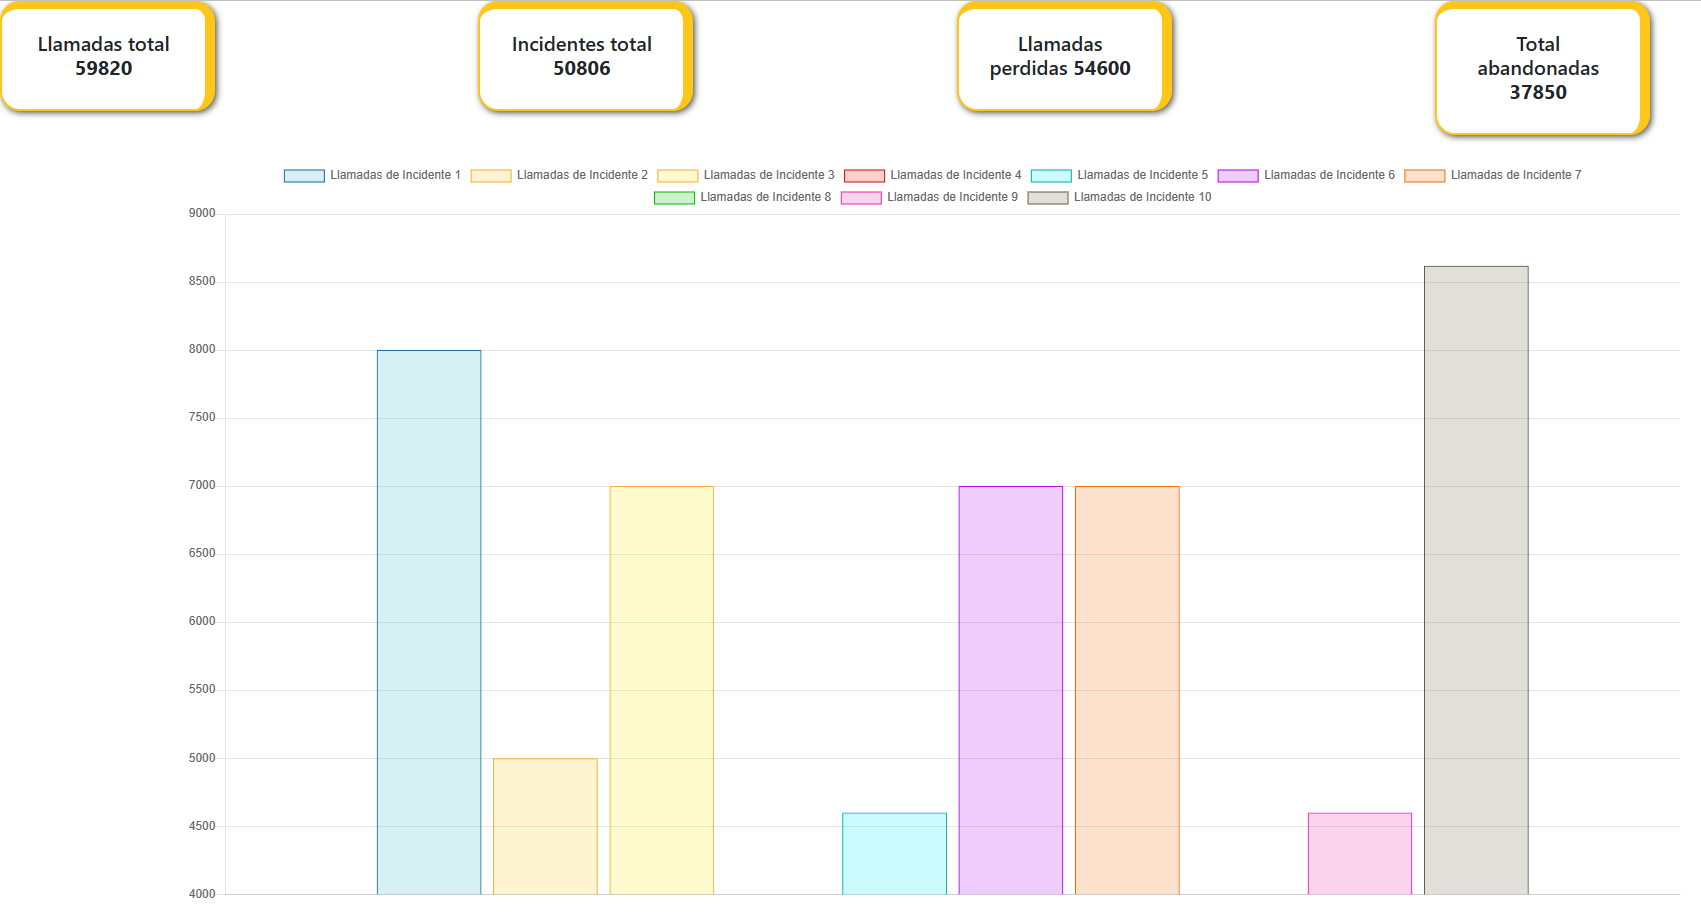 Llamadas total
59820
Incidentes total
50806
Llamadas
perdidas 54600
Total
abandonadas
37850
Llamadas de Incidente 1 Llamadas de Incidente 2 Llamadas de Incidente 3 Llamadas de Incidente 4 Llamadas de Incidente 5 Llamadas de Incidente 6 Llamadas de Incidente 7
Llamadas de Incidente 8 Llamadas de Incidente 9 Llamadas de Incidente 10
9000
8500
8000
7500
7000
6500
6000
5500
5000
4500
4000